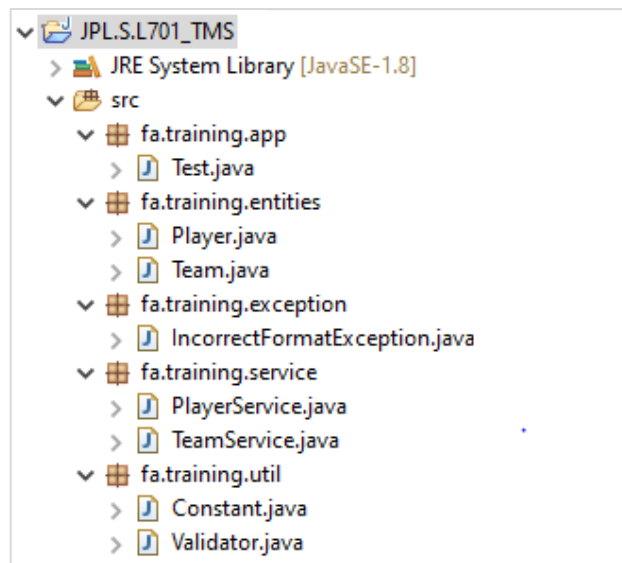 JPL.S.L701_TMS
JRE System Library [JavaSE-1.8]
src
fa.training.app
Test.java
fa.training.entities
Player.java
Team.java
fa.training.exception
IncorrectFormatException.java
fa.training.service
PlayerService.java
TeamService.java
fa.training.util
Constant.java
Validator.java